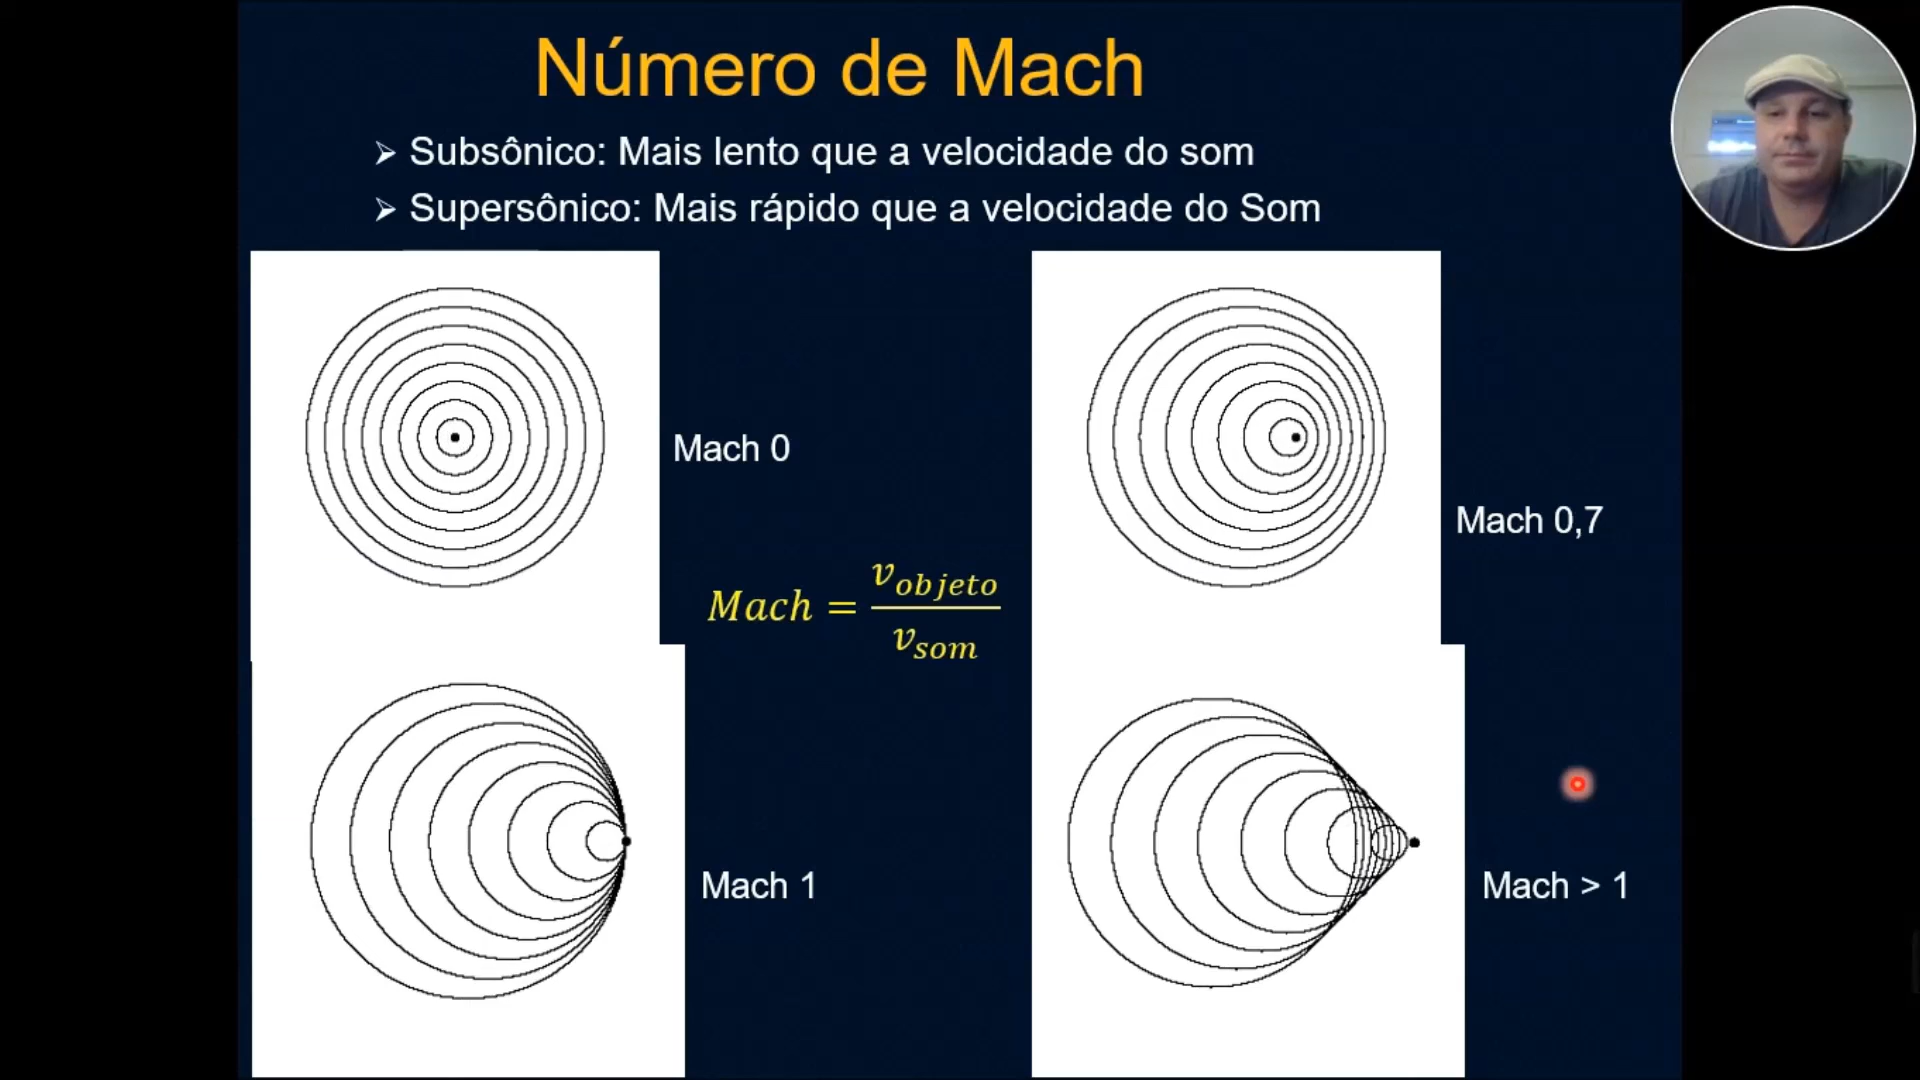 Número de Mach
➢ Subsônico: Mais lento que a velocidade do som
➢ Supersônico: Mais rápido que a velocidade do Som
Mach 0
Mach 0,7
Mach = v_objeto / v_som
Mach 1
Mach > 1